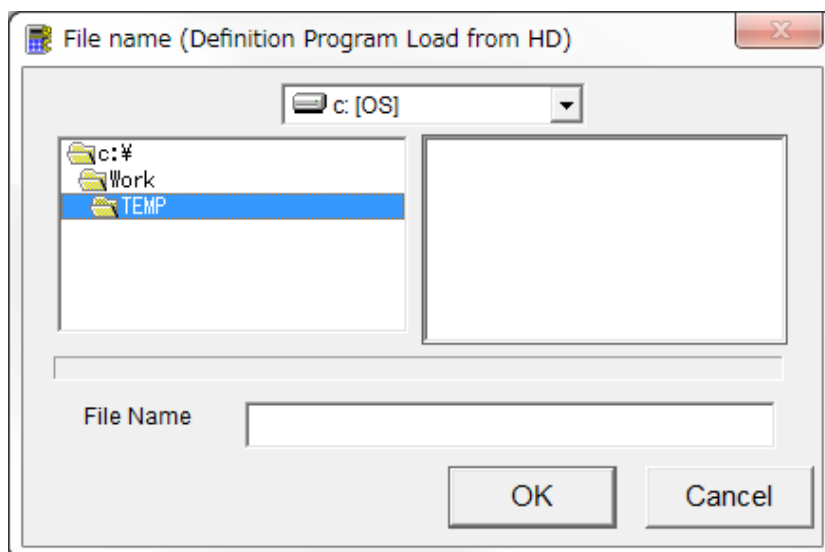 File name (Definition Program Load from HD)
c: [OS]
c:¥
Work
TEMP
File Name
OK
Cancel